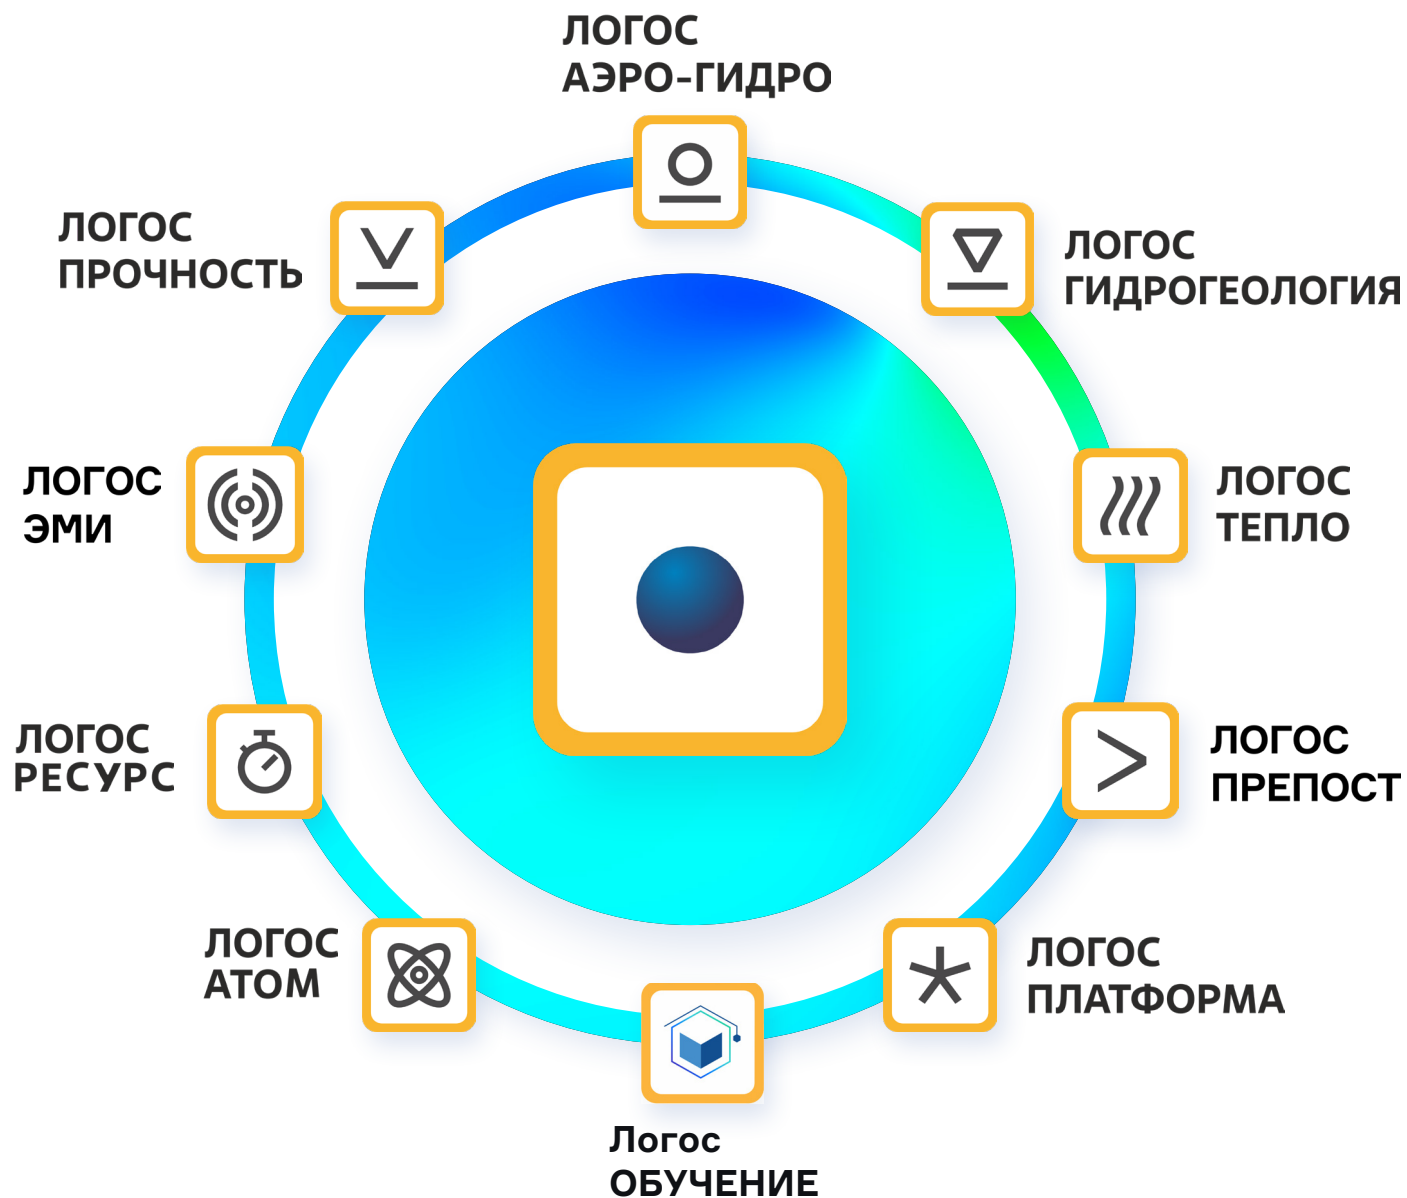 ЛОГОС
АЭРО-ГИДРО
ЛОГОС
ПРОЧНОСТЬ
ЛОГОС
ГИДРОГЕОЛОГИЯ
ЛОГОС
ЭМИ
ЛОГОС
ТЕПЛО
ЛОГОС
РЕСУРС
ЛОГОС
ПРЕПОСТ
ЛОГОС
АТОМ
ЛОГОС
ПЛАТФОРМА
Логос
ОБУЧЕНИЕ